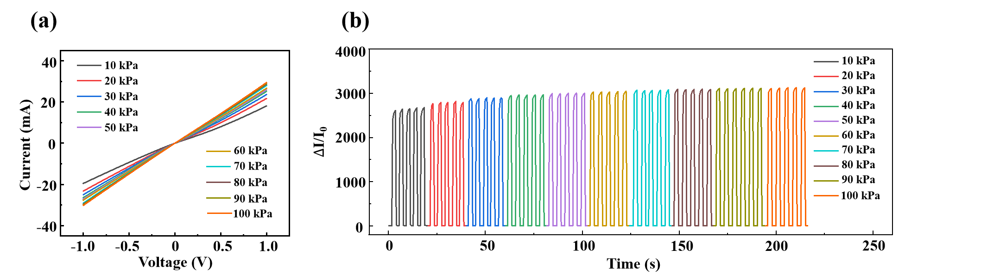 (a)
(b)
40
20
0
-20
-40
Current (mA)
10 kPa
20 kPa
30 kPa
40 kPa
50 kPa
60 kPa
70 kPa
80 kPa
90 kPa
100 kPa
-1.0 -0.5 0 0.5 1.0
Voltage (V)
4000
3000
2000
1000
0
ΔI/I₀
10 kPa
20 kPa
30 kPa
40 kPa
50 kPa
60 kPa
70 kPa
80 kPa
90 kPa
100 kPa
0 50 100 150 200 250
Time (s)